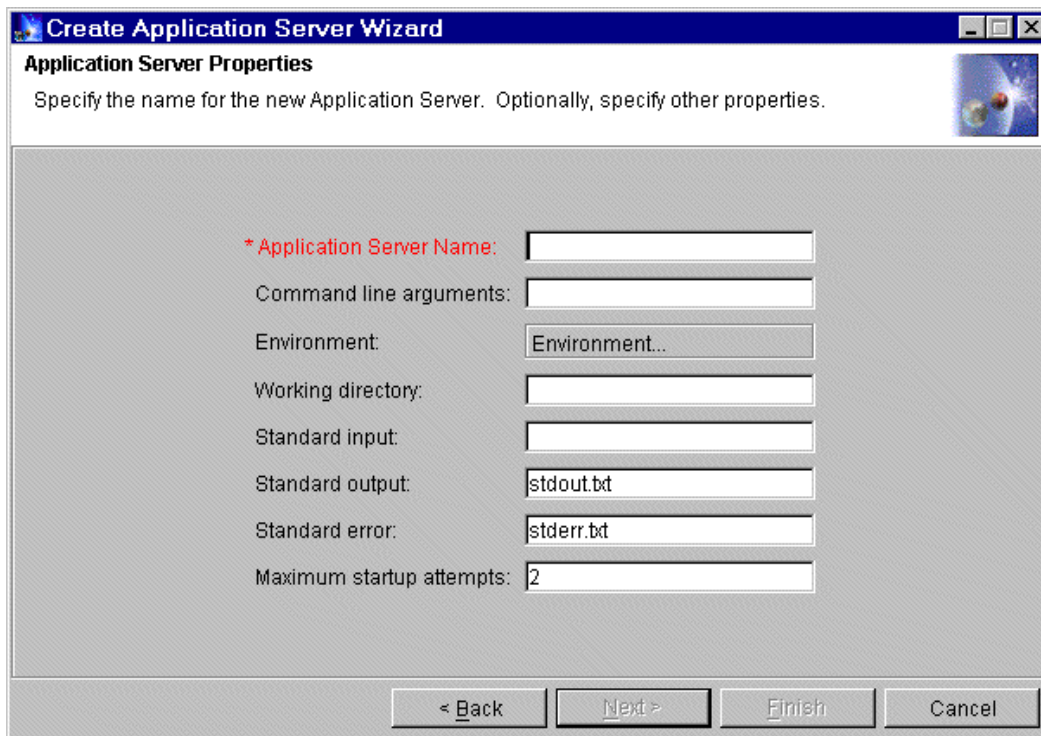 Create Application Server Wizard
Application Server Properties
Specify the name for the new Application Server. Optionally, specify other properties.
* Application Server Name:
Command line arguments:
Environment: Environment...
Working directory:
Standard input:
Standard output: stdout.txt
Standard error: stderr.txt
Maximum startup attempts: 2
< Back Next > Finish Cancel